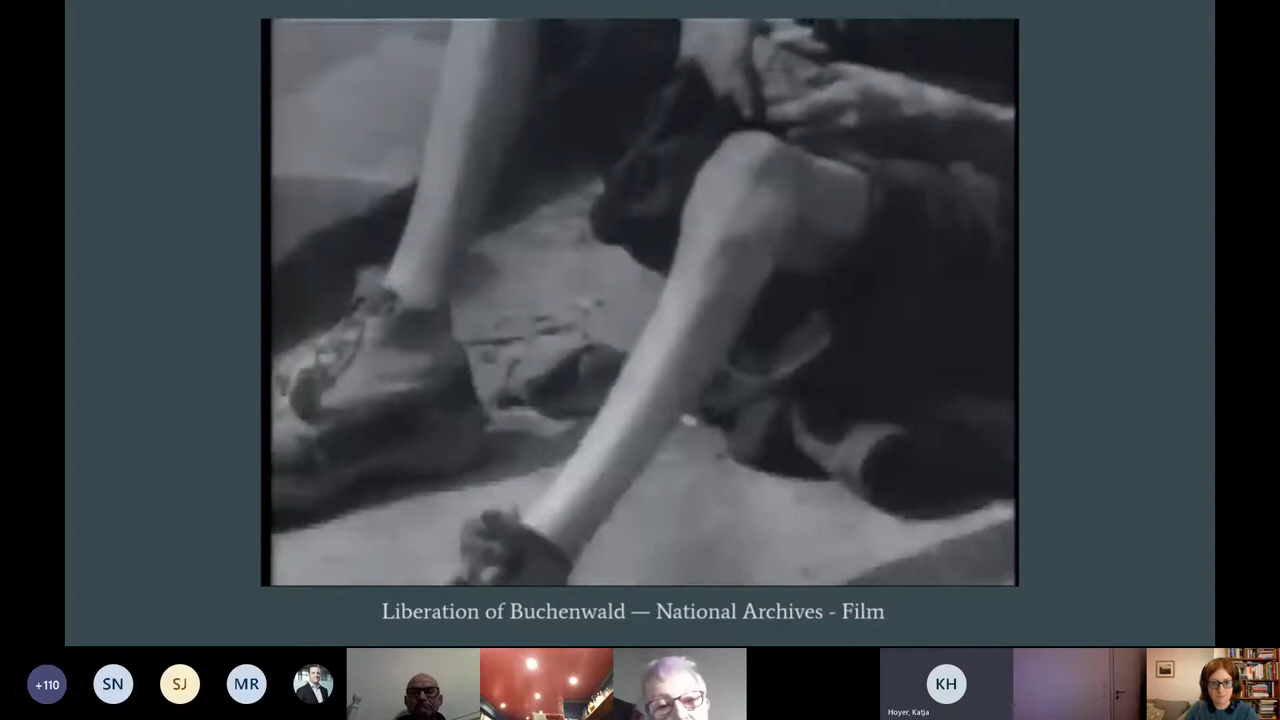 Liberation of Buchenwald — National Archives - Film
+110
SN
SJ
MR
KH
Hoyer, Katja